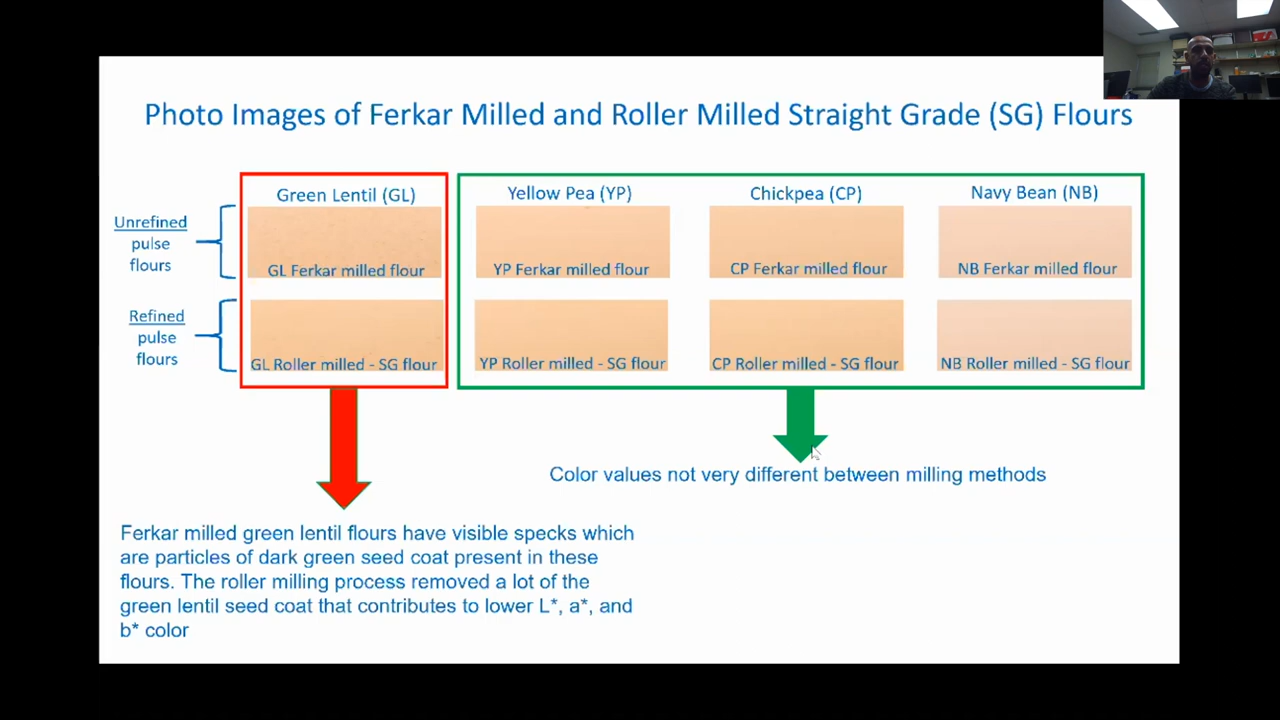 Photo Images of Ferkar Milled and Roller Milled Straight Grade (SG) Flours
Green Lentil (GL)
Yellow Pea (YP)
Chickpea (CP)
Navy Bean (NB)
Unrefined
pulse
flours
GL Ferkar milled flour
YP Ferkar milled flour
CP Ferkar milled flour
NB Ferkar milled flour
Refined
pulse
flours
GL Roller milled - SG flour
YP Roller milled - SG flour
CP Roller milled - SG flour
NB Roller milled - SG flour
Color values not very different between milling methods
Ferkar milled green lentil flours have visible specks which
are particles of dark green seed coat present in these
flours. The roller milling process removed a lot of the
green lentil seed coat that contributes to lower L*, a*, and
b* color